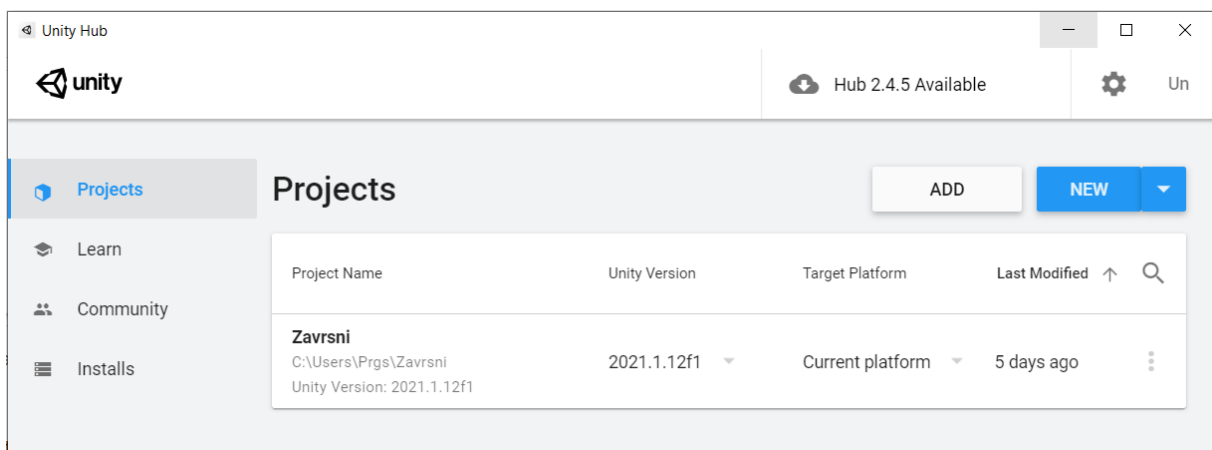 Unity Hub
unity
Hub 2.4.5 Available
Un
Projects
Learn
Community
Installs
Projects
ADD
NEW
Project Name Unity Version Target Platform Last Modified
Zavrsni
C:\Users\Prgs\Zavrsni
Unity Version: 2021.1.12f1
2021.1.12f1 Current platform 5 days ago